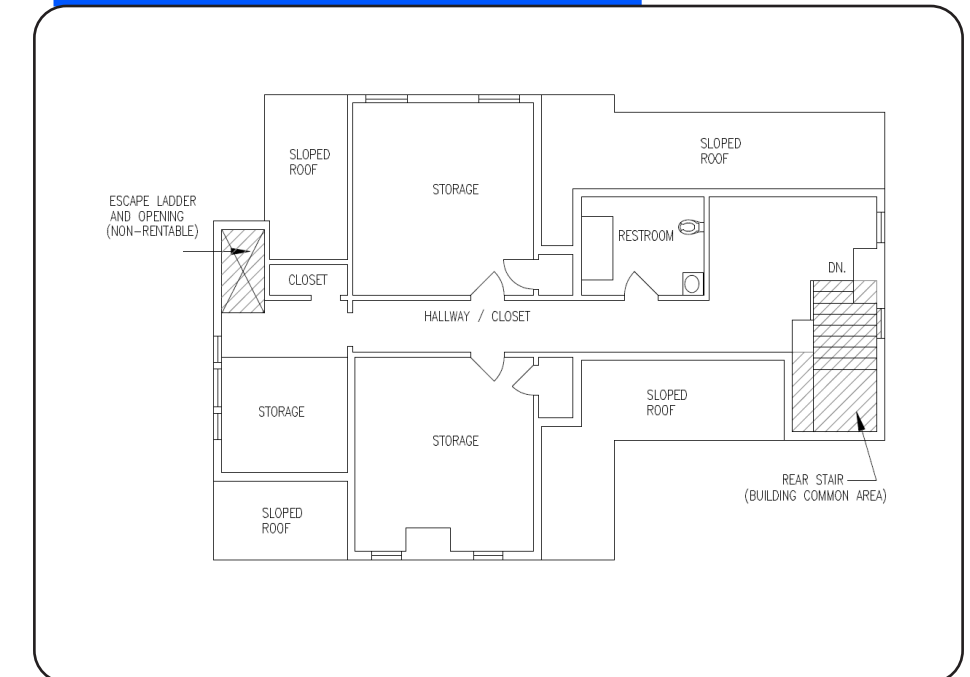 SLOPED
ROOF
SLOPED
ROOF
STORAGE
ESCAPE LADDER
AND OPENING
(NON-RENTABLE)
RESTROOM
CLOSET
DN.
HALLWAY / CLOSET
STORAGE
SLOPED
ROOF
STORAGE
REAR STAIR
(BUILDING COMMON AREA)
SLOPED
ROOF